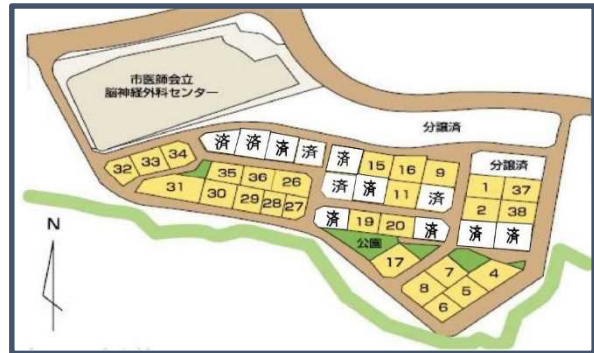 市医師会立
脳神経外科センター
分譲済
済 済 済 済
済 15 16 9
分譲済
32 33 34
35 36 26
済 済 11 済
1 37
31 30 29 28 27
2 38
済 19 20 済
済 済
公園
17
7 4
8 5
6
N